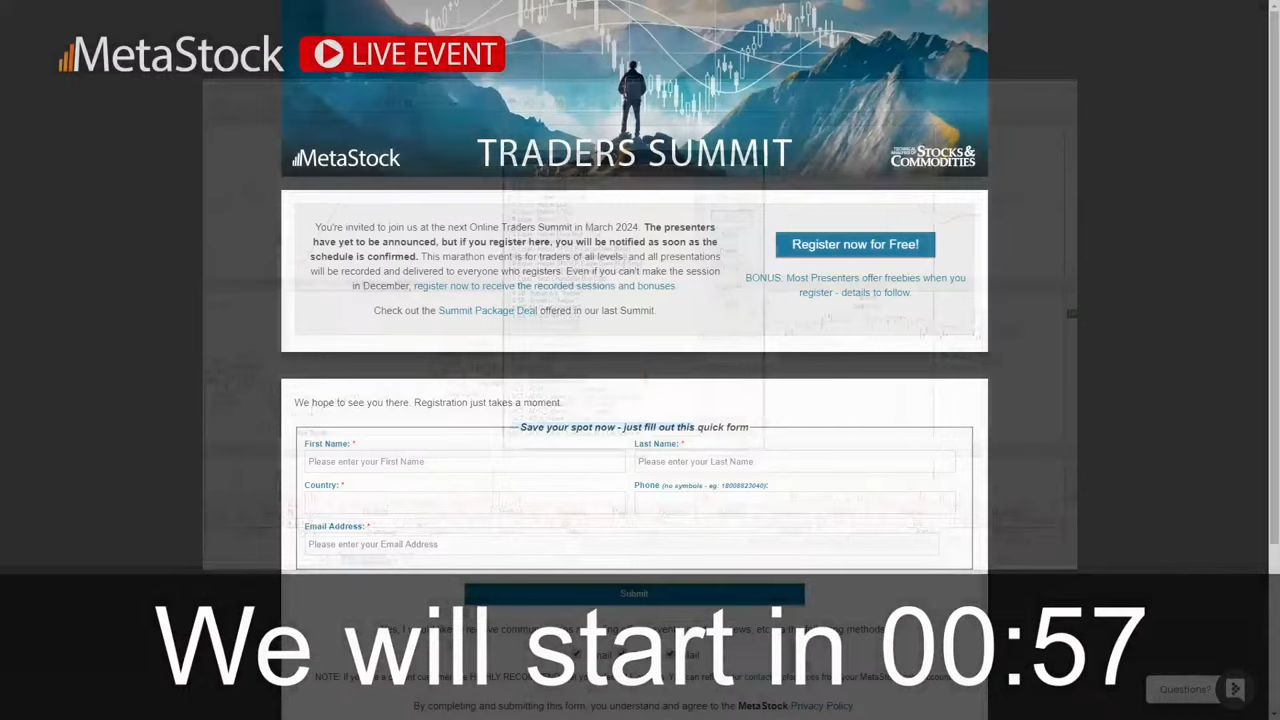 MetaStock LIVE EVENT
MetaStock TRADERS SUMMIT TECHNICAL ANALYSIS OF STOCKS & COMMODITIES
You're invited to join us at the next Online Traders Summit in March 2024. The presenters
have yet to be announced, but if you register here, you will be notified as soon as the
schedule is confirmed. This marathon event is for traders of all levels and all presentations
will be recorded and delivered to everyone who registers. Even if you can't make the session
in December, register now to receive the recorded sessions and bonuses.
Check out the Summit Package Deal offered in our last Summit.
Register now for Free!
BONUS: Most Presenters offer freebies when you
register - details to follow.
We hope to see you there. Registration just takes a moment.
Save your spot now - just fill out this quick form
First Name: *
Please enter your First Name
Last Name: *
Please enter your Last Name
Country: *
Phone (no symbols - eg. 18008823040):
Email Address: *
Please enter your Email Address
Submit
We will start in 00:57
Questions?
By completing and submitting this form, you understand and agree to the MetaStock Privacy Policy